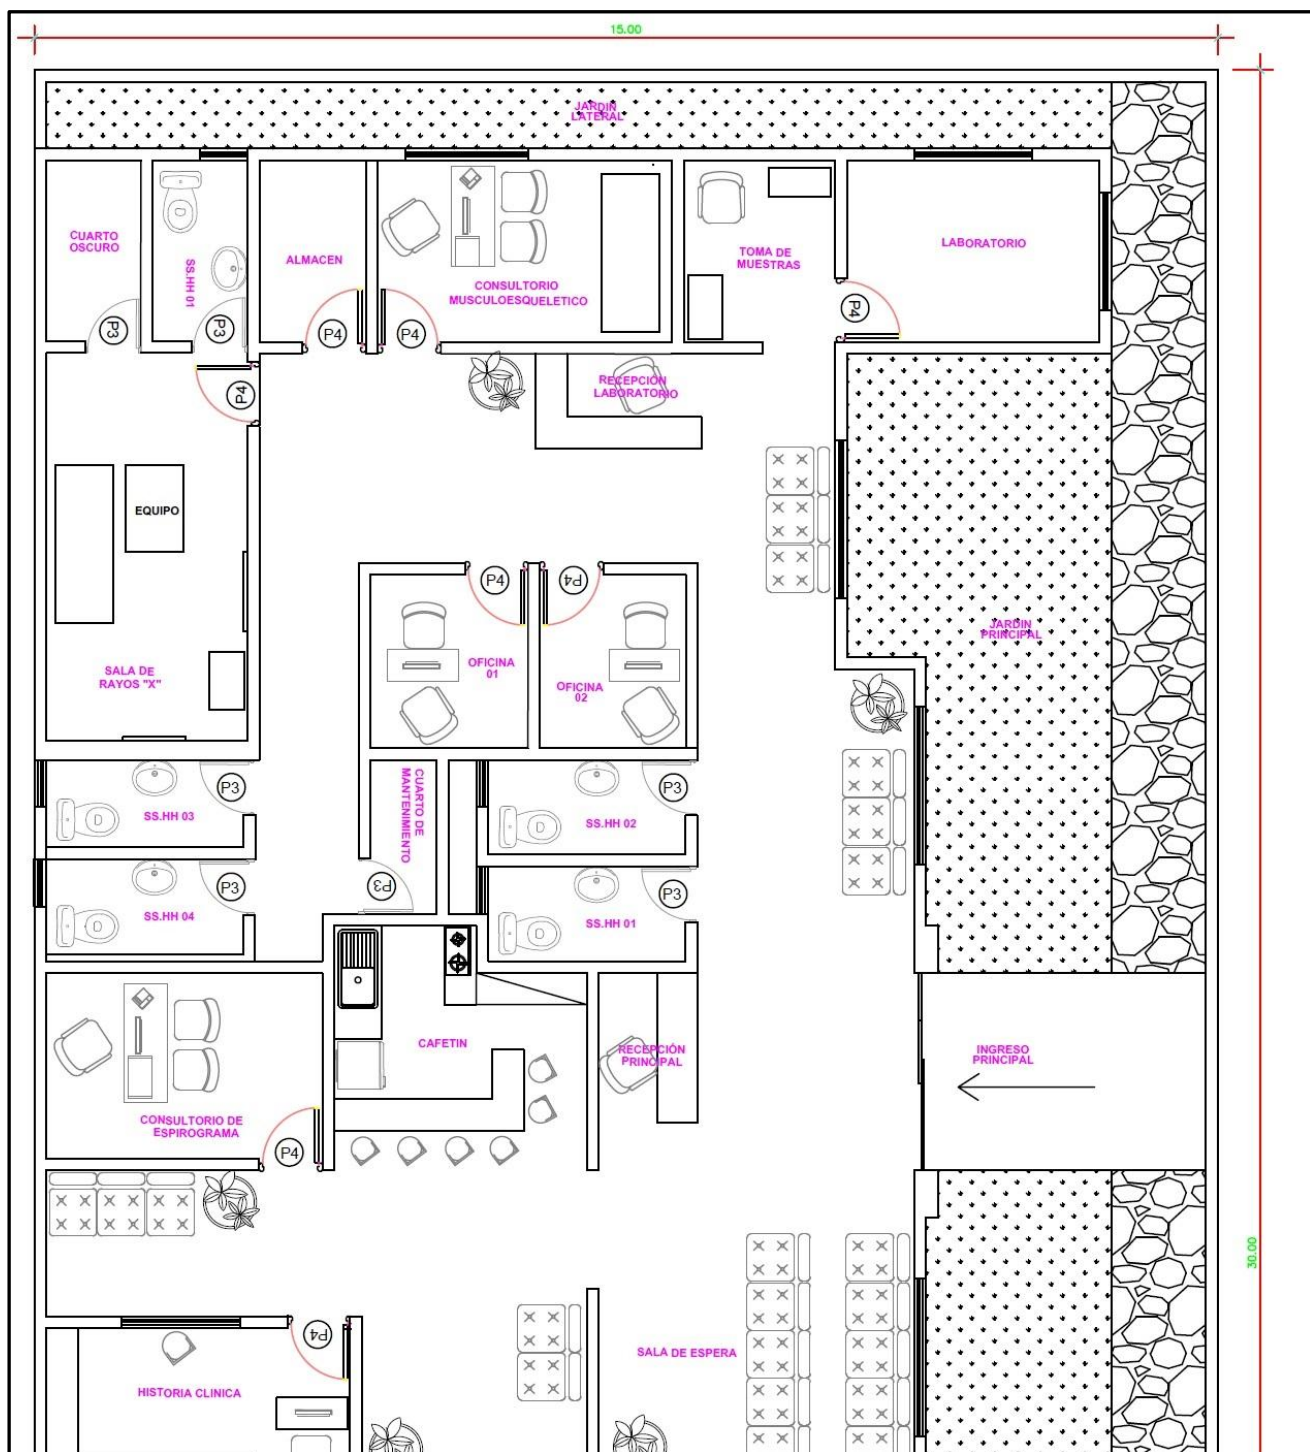 15.00
JARDIN
LATERAL
CUARTO
OSCURO
SS.HH 01
ALMACEN
CONSULTORIO
MUSCULOESQUELETICO
TOMA DE
MUESTRAS
LABORATORIO
P3
P3
P4
P4
P4
P4
RECEPCIÓN
LABORATORIO
EQUIPO
SALA DE
RAYOS "X"
P4
P4
OFICINA
01
OFICINA
02
JARDIN
PRINCIPAL
P3
SS.HH 03
CUARTO DE
MANTENIMIENTO
SS.HH 02
P3
P3
SS.HH 04
P3
SS.HH 01
P3
CAFETIN
RECEPCIÓN
PRINCIPAL
INGRESO
PRINCIPAL
CONSULTORIO DE
ESPIROGRAMA
P4
30.00
P4
SALA DE ESPERA
HISTORIA CLINICA